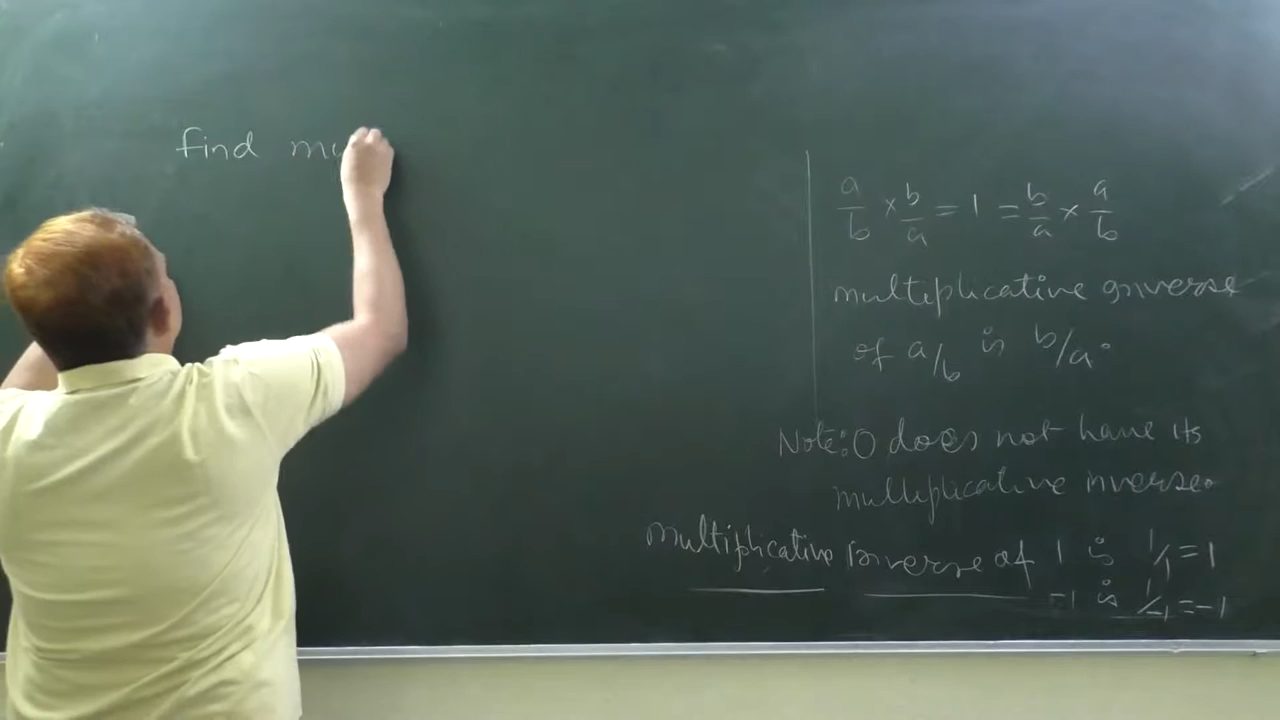 find mu
a/b × b/a = 1 = b/a × a/b
multiplicative inverse
of a/b is b/a.
Note: 0 does not have its
multiplicative inverse.
multiplicative inverse of 1 is 1/1 = 1
-1 is 1/-1 = -1